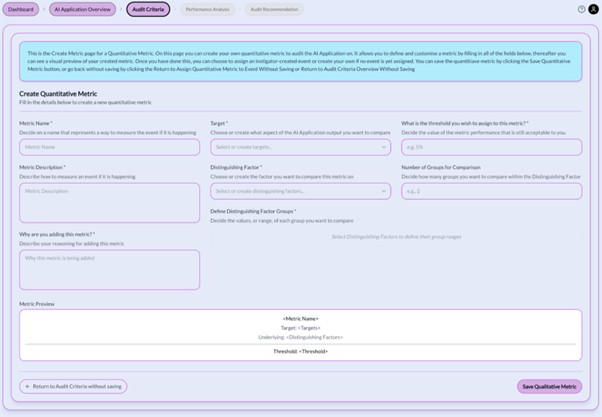 Dashboard
AI Application Overview
Audit Criteria
Performance Analysis
Audit Recommendation
This is the Create Metric page for a Quantitative Metric. On this page you can create your own quantitative metric to audit the AI Application on. It allows you to define and customise a metric by filling in all of the fields below, thereafter you
can see a visual preview of your created metric. Once you have done this, you can choose to assign an instigator-created event or create your own if no event is yet assigned. You can save the quantitiave metric by clicking the Save Quantitative
Metric button, or go back without saving by clicking the Return to Assign Quantitative Metric to Event Without Saving or Return to Audit Criteria Overview Without Saving
Create Quantitative Metric
Fill in the details below to create a new quantitative metric
Metric Name *
Decide on a name that represents a way to measure the event if it is happening
Metric Name
Metric Description *
Describe how to measure an event if it is happening
Metric Description
Why are you adding this metric? *
Describe your reasoning for adding this metric
Why this metric is being added
Target *
Choose or create what aspect of the AI Application output you want to compare
Select or create targets...
Distinguishing Factor *
Choose or create the factor you want to compare this metric on
Select or create distinguishing factors...
Define Distinguishing Factor Groups *
Decide the values, or range, of each group you want to compare
Select Distinguishing Factors to define their group ranges
What is the threshold you wish to assign to this metric? *
Decide the value of the metric performance that is still acceptable to you.
e.g. 5%
Number of Groups for Comparison
Decide how many groups you want to compare within the Distinguishing Factor
e.g., 2
Metric Preview
<Metric Name>
Target: <Targets>
Underlying: <Distinguishing Factors>
Threshold: <Threshold>
← Return to Audit Criteria without saving
Save Qualitative Metric